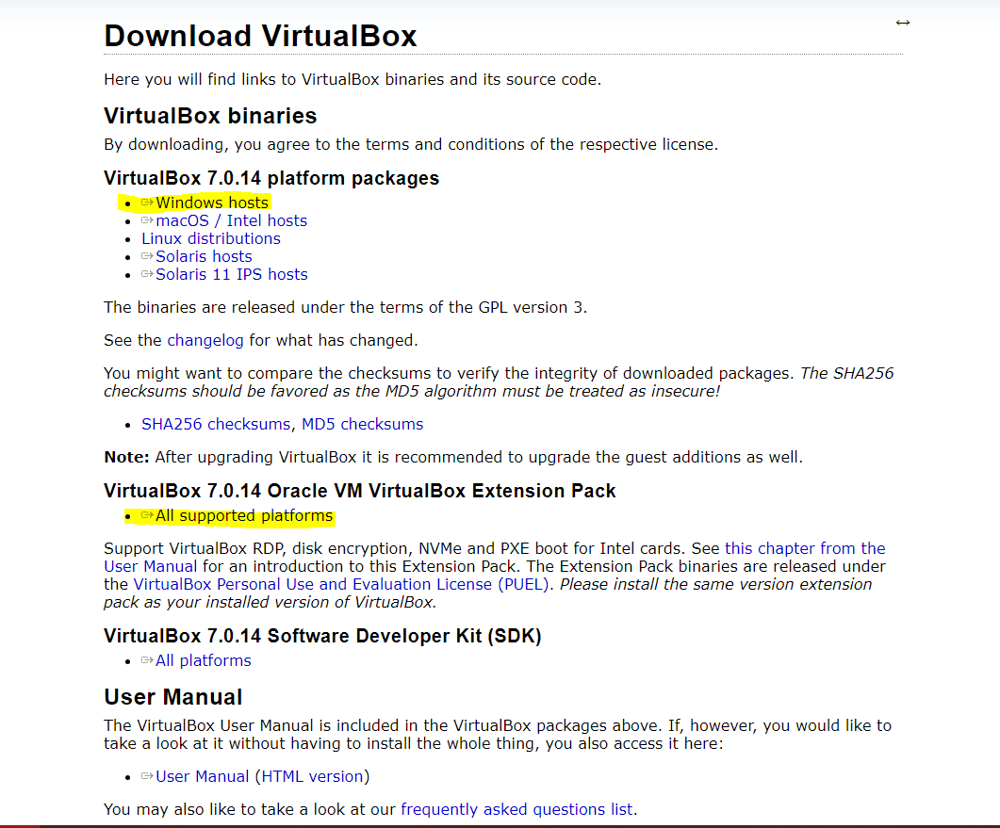 Download VirtualBox
Here you will find links to VirtualBox binaries and its source code.
VirtualBox binaries
By downloading, you agree to the terms and conditions of the respective license.
VirtualBox 7.0.14 platform packages
Windows hosts
macOS / Intel hosts
Linux distributions
Solaris hosts
Solaris 11 IPS hosts
The binaries are released under the terms of the GPL version 3.
See the changelog for what has changed.
You might want to compare the checksums to verify the integrity of downloaded packages. The SHA256
checksums should be favored as the MD5 algorithm must be treated as insecure!
SHA256 checksums, MD5 checksums
Note: After upgrading VirtualBox it is recommended to upgrade the guest additions as well.
VirtualBox 7.0.14 Oracle VM VirtualBox Extension Pack
All supported platforms
Support VirtualBox RDP, disk encryption, NVMe and PXE boot for Intel cards. See this chapter from the
User Manual for an introduction to this Extension Pack. The Extension Pack binaries are released under
the VirtualBox Personal Use and Evaluation License (PUEL). Please install the same version extension
pack as your installed version of VirtualBox.
VirtualBox 7.0.14 Software Developer Kit (SDK)
All platforms
User Manual
The VirtualBox User Manual is included in the VirtualBox packages above. If, however, you would like to
take a look at it without having to install the whole thing, you also access it here:
User Manual (HTML version)
You may also like to take a look at our frequently asked questions list.